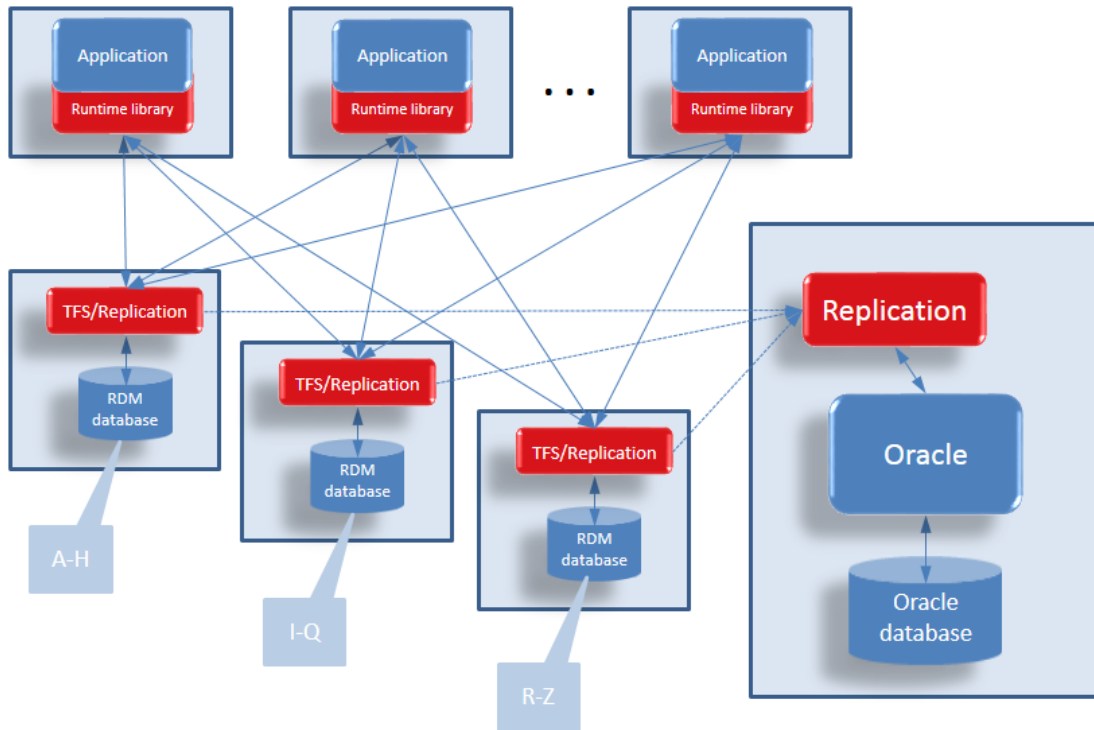 Application
Runtime library
Application
Runtime library
. . .
Application
Runtime library
TFS/Replication
RDM
database
A-H
TFS/Replication
RDM
database
I-Q
TFS/Replication
RDM
database
R-Z
Replication
Oracle
Oracle
database